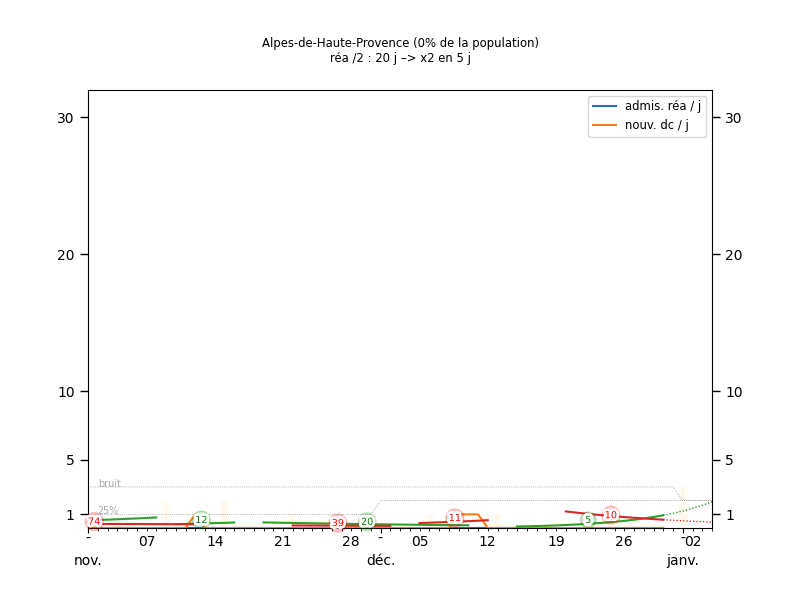 Alpes-de-Haute-Provence (0% de la population)
réa /2 : 20 j –> x2 en 5 j
admis. réa / j
nouv. dc / j
30 30
20 20
10 10
5 5
bruit
25%
1 1
74 12 39 20 11 5 10
- 07 14 21 28 - 05 12 19 26 - 02
nov. déc. janv.